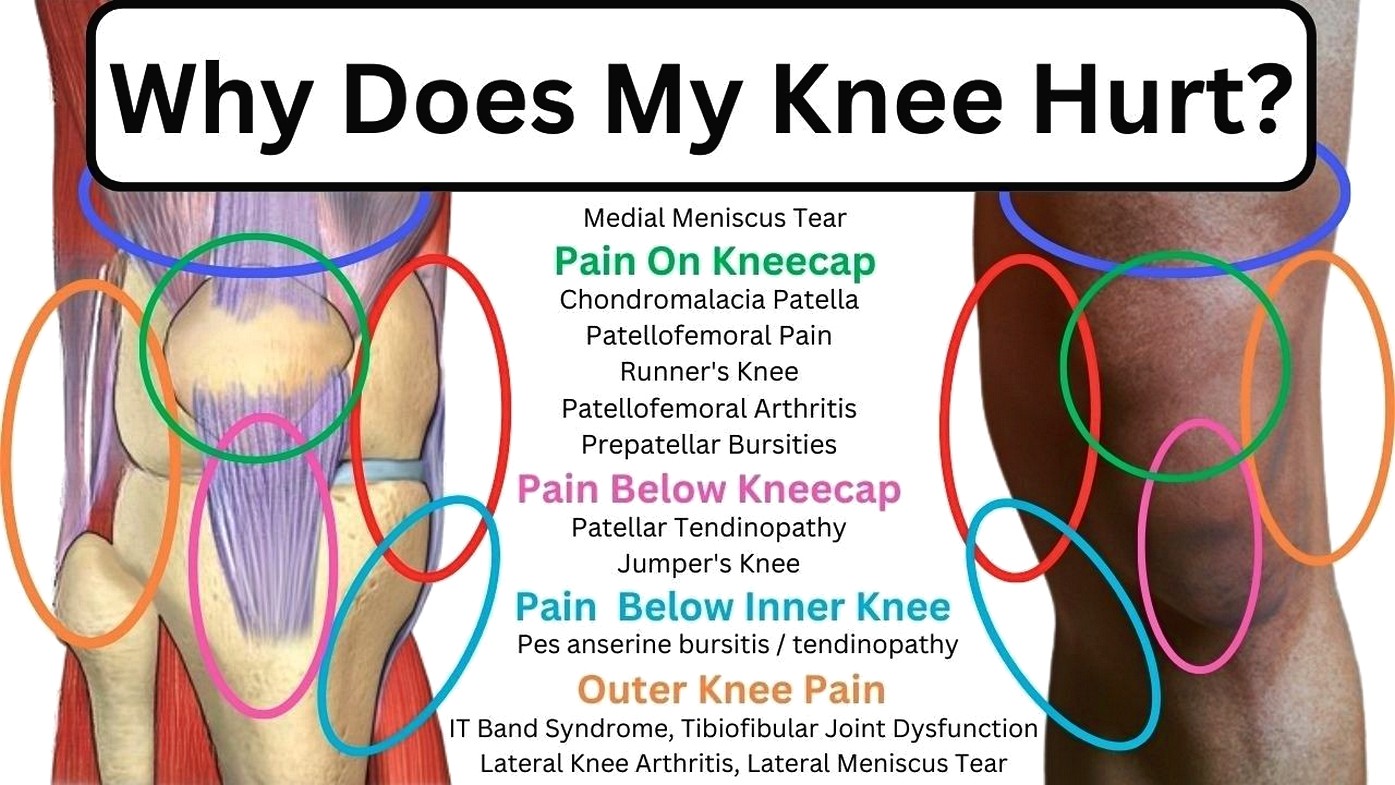 Why Does My Knee Hurt?
Medial Meniscus Tear
Pain On Kneecap
Chondromalacia Patella
Patellofemoral Pain
Runner's Knee
Patellofemoral Arthritis
Prepatellar Bursities
Pain Below Kneecap
Patellar Tendinopathy
Jumper's Knee
Pain Below Inner Knee
Pes anserine bursitis / tendinopathy
Outer Knee Pain
IT Band Syndrome, Tibiofibular Joint Dysfunction
Lateral Knee Arthritis, Lateral Meniscus Tear